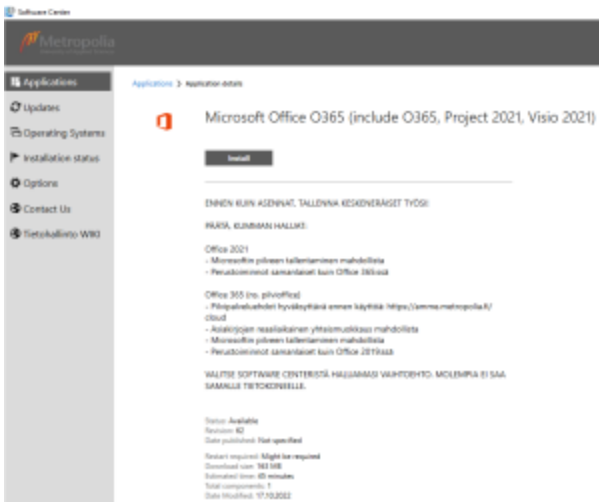 Software Center
Metropolia
Applications
Updates
Operating Systems
Installation status
Options
Contact Us
Tietohallinto WIKI
Applications > Application details
Microsoft Office O365 (include O365, Project 2021, Visio 2021)
Install
ENNEN KUIN ASENNAT, TALLENNA KESKENERÄISET TYÖSI!
PÄÄTÄ, KUMMAN HALUAT:
Office 2021
- Microsoftin pilveen tallentaminen mahdollista
- Perustoiminnot samanlaiset kuin Office 365:ssä
Office 365 (ns. pilvioffice)
- Pilvipalveluehdot hyväksyttävä ennen käyttöä: https://amme.metropolia.fi/
cloud
- Asiakirjojen reaaliaikainen yhteismuokkaus mahdollista
- Microsoftin pilveen tallentaminen mahdollista
- Perustoiminnot samanlaiset kuin Office 2019:ssä
VALITSE SOFTWARE CENTERISTÄ HALUAMASI VAIHTOEHTO. MOLEMPIA EI SAA
SAMALLE TIETOKONEELLE.
Status: Available
Revision: 62
Date published: Not specified
Restart required: Might be required
Download size: 163 MB
Estimated time: 45 minutes
Total components: 1
Date Modified: 17.10.2022